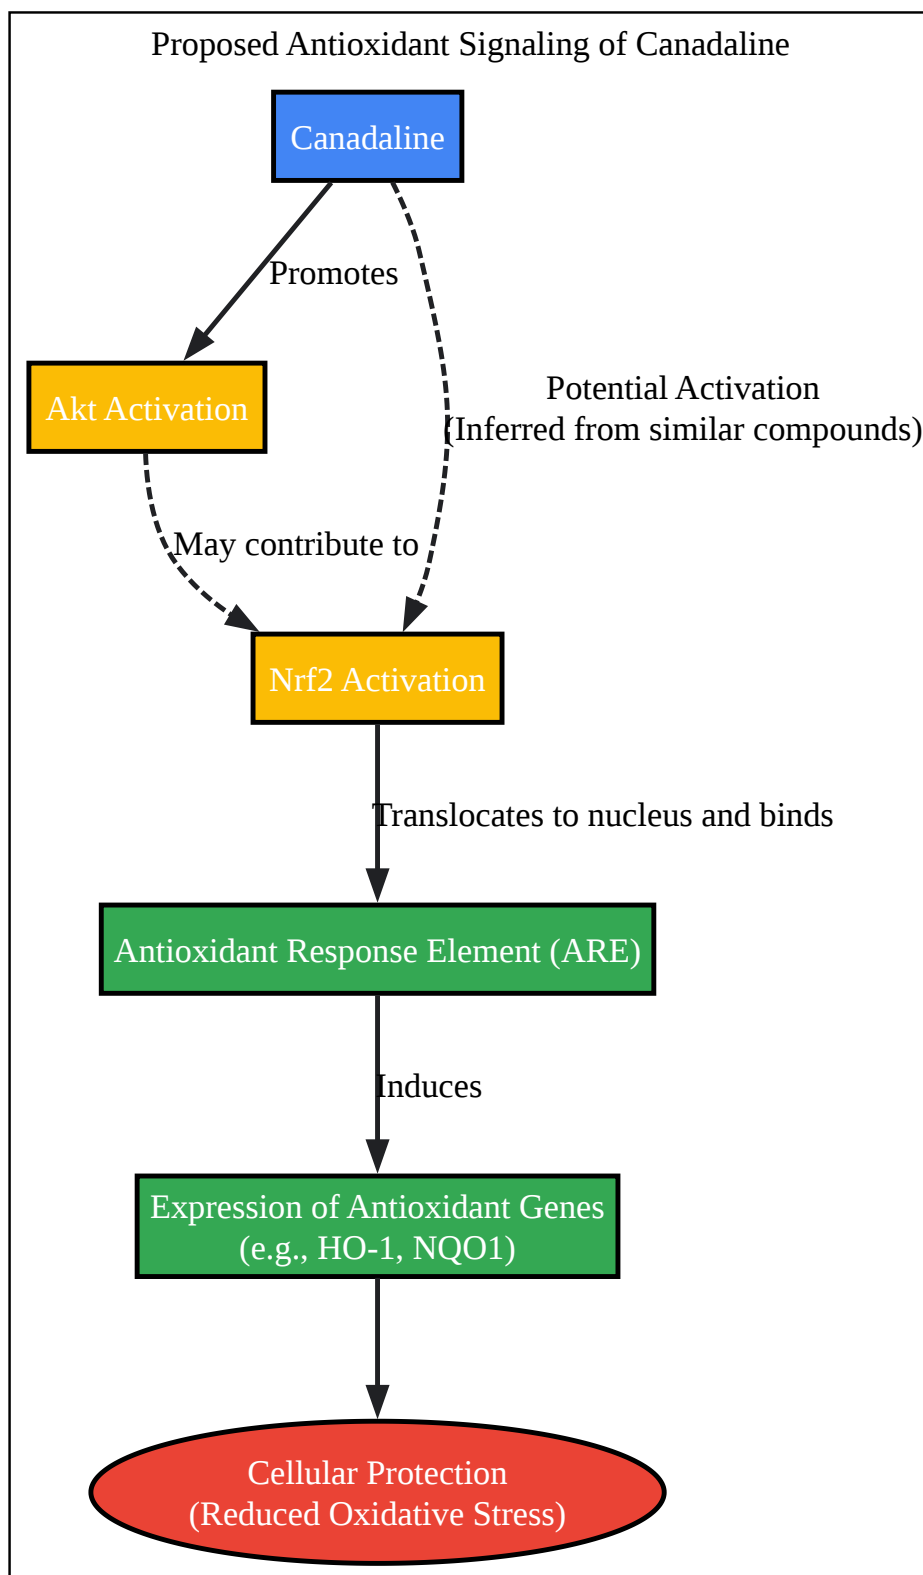 Proposed Antioxidant Signaling of Canadaline
Canadaline
Promotes
Akt Activation
Potential Activation
(Inferred from similar compounds)
May contribute to
Nrf2 Activation
Translocates to nucleus and binds
Antioxidant Response Element (ARE)
Induces
Expression of Antioxidant Genes
(e.g., HO-1, NQO1)
Cellular Protection
(Reduced Oxidative Stress)